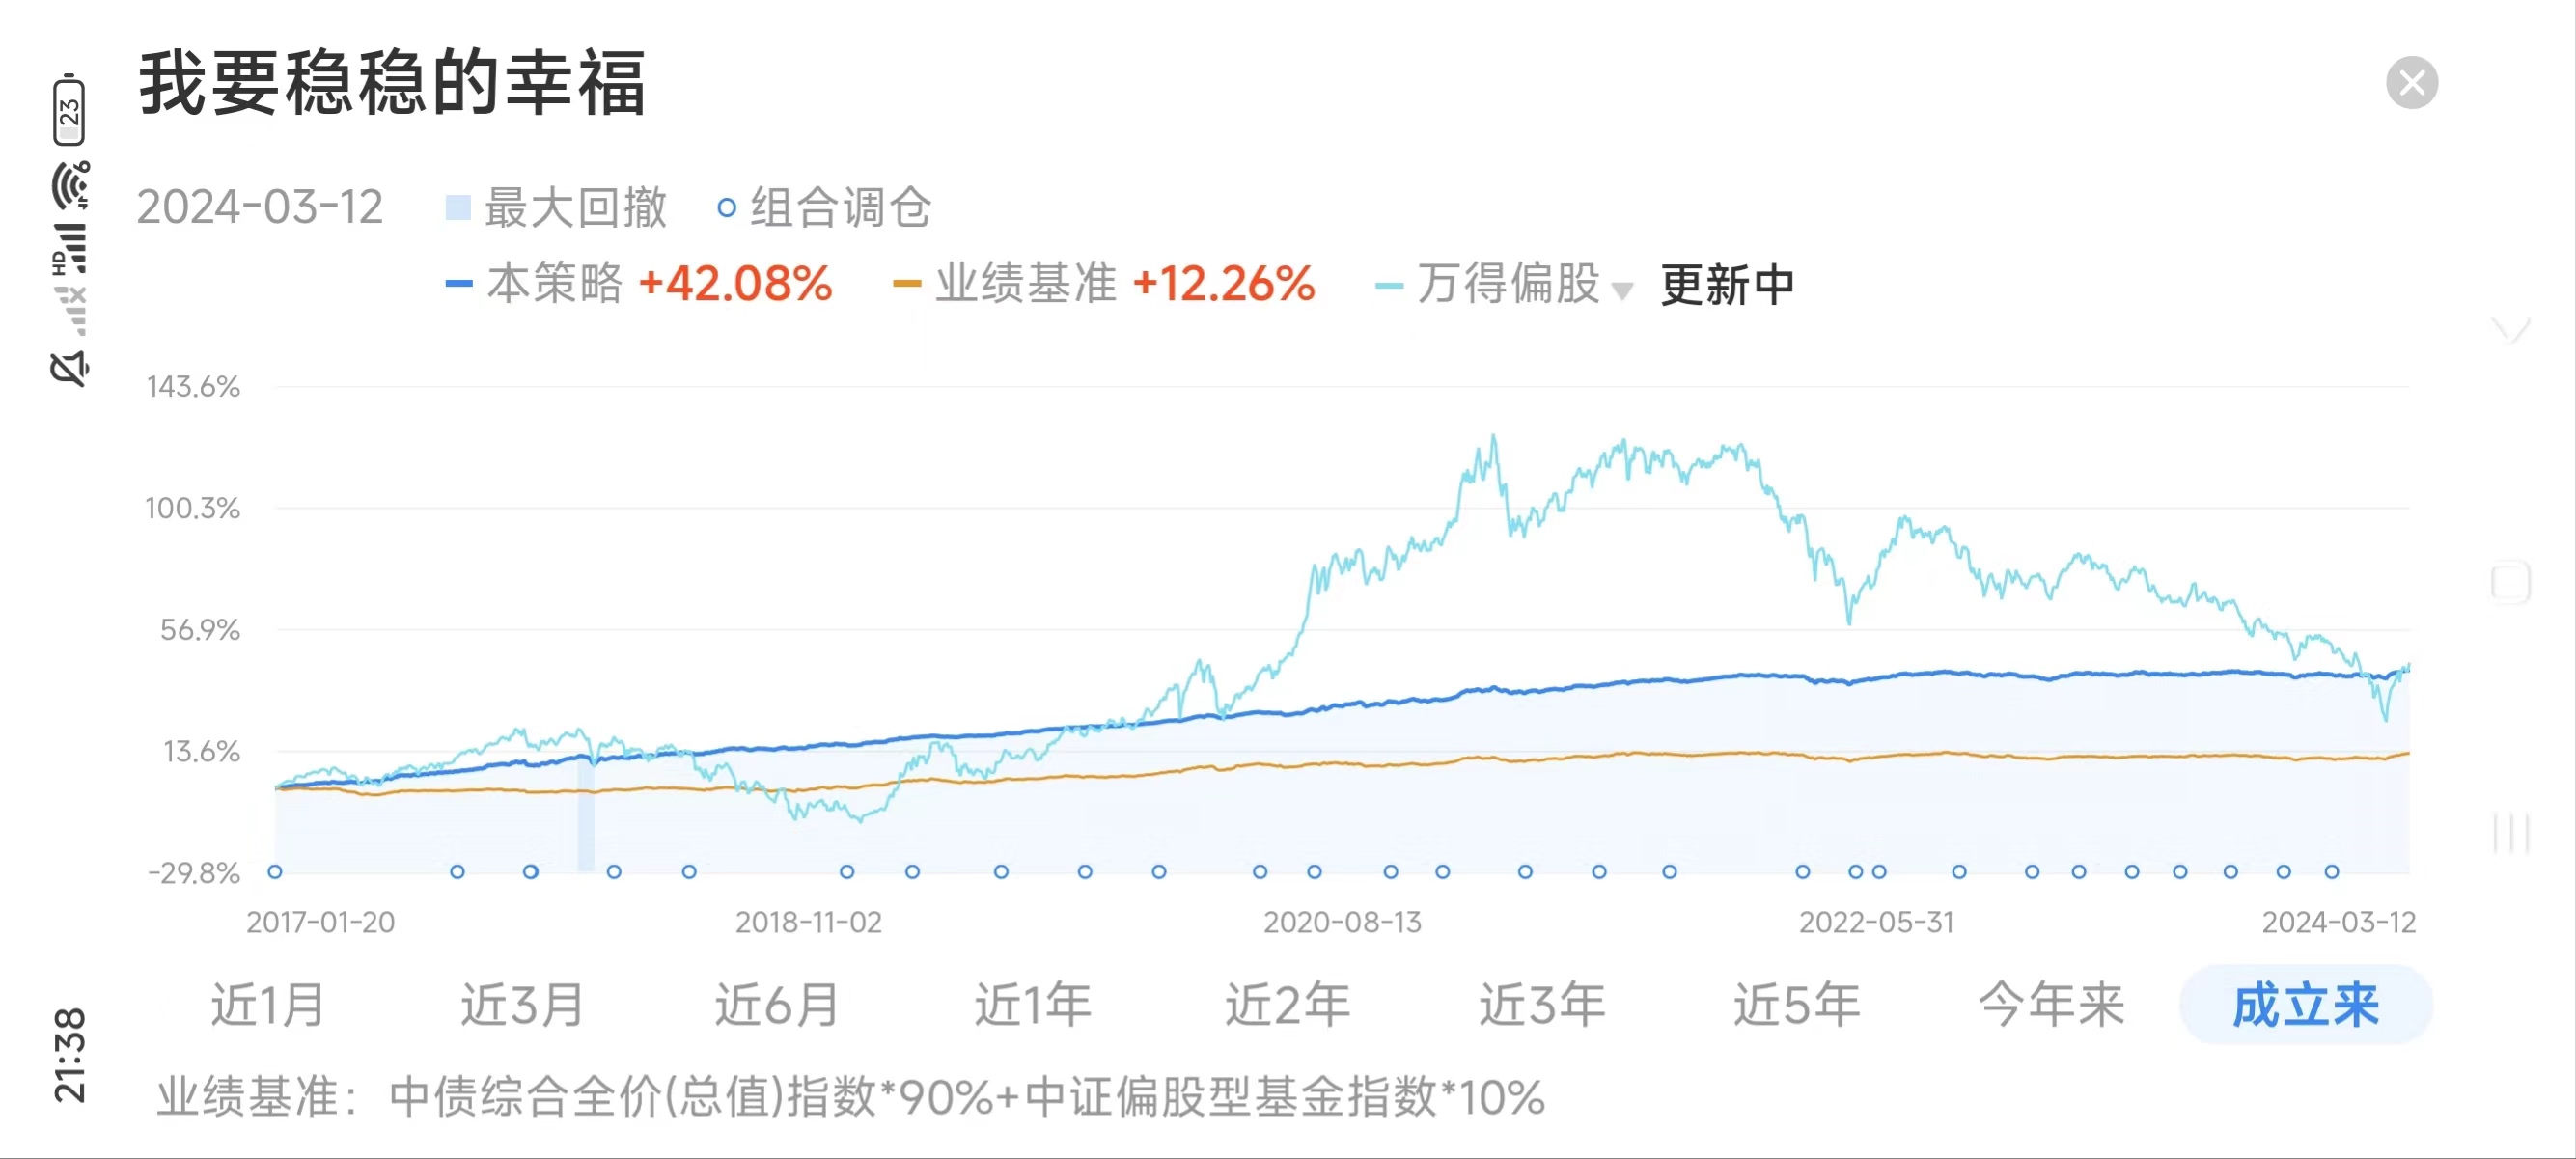 我要稳稳的幸福
2024-03-12 最大回撤 组合调仓
本策略 +42.08% 业绩基准 +12.26% 万得偏股 更新中
143.6%
100.3%
56.9%
13.6%
-29.8%
2017-01-20 2018-11-02 2020-08-13 2022-05-31 2024-03-12
近1月 近3月 近6月 近1年 近2年 近3年 近5年 今年来 成立来
业绩基准：中债综合全价(总值)指数*90%+中证偏股型基金指数*10%
23
6
HD
21:38